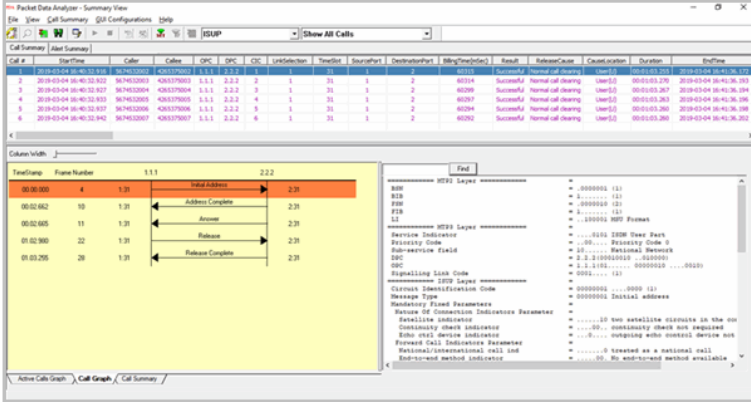 Packet Data Analyzer - Summary View
File View Call Summary GUI Configurations Help
ISUP Show All Calls
Call Summary Alert Summary
Call # StartTime Caller Callee OPC DPC CIC LinkSelection TimeSlot SourcePort DestinationPort BillingTime(mSec) Result ReleaseCause CauseLocation Duration EndTime
1 2019-03-04 16:40:32.916 5674532002 4265375002 1.1.1 2.2.2 1 1 31 1 2 60315 Successful Normal call clearing User(U) 00:01:03.255 2019-03-04 16:41:36.172
2 2019-03-04 16:40:32.922 5674532003 4265375003 1.1.1 2.2.2 2 1 31 1 2 60314 Successful Normal call clearing User(U) 00:01:03.270 2019-03-04 16:41:36.193
3 2019-03-04 16:40:32.927 5674532004 4265375004 1.1.1 2.2.2 3 1 31 1 2 60299 Successful Normal call clearing User(U) 00:01:03.267 2019-03-04 16:41:36.194
4 2019-03-04 16:40:32.933 5674532005 4265375005 1.1.1 2.2.2 4 1 31 1 2 60297 Successful Normal call clearing User(U) 00:01:03.263 2019-03-04 16:41:36.196
5 2019-03-04 16:40:32.937 5674532006 4265375006 1.1.1 2.2.2 5 1 31 1 2 60294 Successful Normal call clearing User(U) 00:01:03.260 2019-03-04 16:41:36.198
6 2019-03-04 16:40:32.942 5674532007 4265375007 1.1.1 2.2.2 6 1 31 1 2 60292 Successful Normal call clearing User(U) 00:01:03.260 2019-03-04 16:41:36.202
Column Width
TimeStamp Frame Number 1.1.1 2.2.2
00:00.000 4 1:31 Initial Address 2:31
00:02.662 10 1:31 Address Complete 2:31
00:02.665 11 1:31 Answer 2:31
01:02.980 22 1:31 Release 2:31
01:03.255 28 1:31 Release Complete 2:31
Active Calls Graph Call Graph Call Summary
Find
============ MTP2 Layer ============ =
BSN = .0000001 (1)
BIB = 1....... (1)
FSN = .0000010 (2)
FIB = 1....... (1)
LI = ..100001 MSU Format
============ MTP3 Layer ============ =
Service Indicator = ....0101 ISDN User Part
Priority Code = ..00.... Priority Code 0
Sub-service field = 10...... National Network
DPC = 2.2.2(00010010 ..010000)
OPC = 1.1.1(01...... 00000010 ....0010)
Signalling Link Code = 0001.... (1)
============ ISUP Layer ============ =
Circuit Identification Code = 00000001 ....0000 (1)
Message Type = 00000001 Initial address
Mandatory Fixed Parameters =
Nature Of Connection Indicators Parameter =
Satellite indicator = ......10 two satellite circuits in the con
Continuity check indicator = ....00.. continuity check not required
Echo ctrl device indicator = ...0.... outgoing echo control device not
Forward Call Indicators Parameter =
National/international call ind = .......0 treated as a national call
End-to-end method indicator = .....00. No end-to-end method available